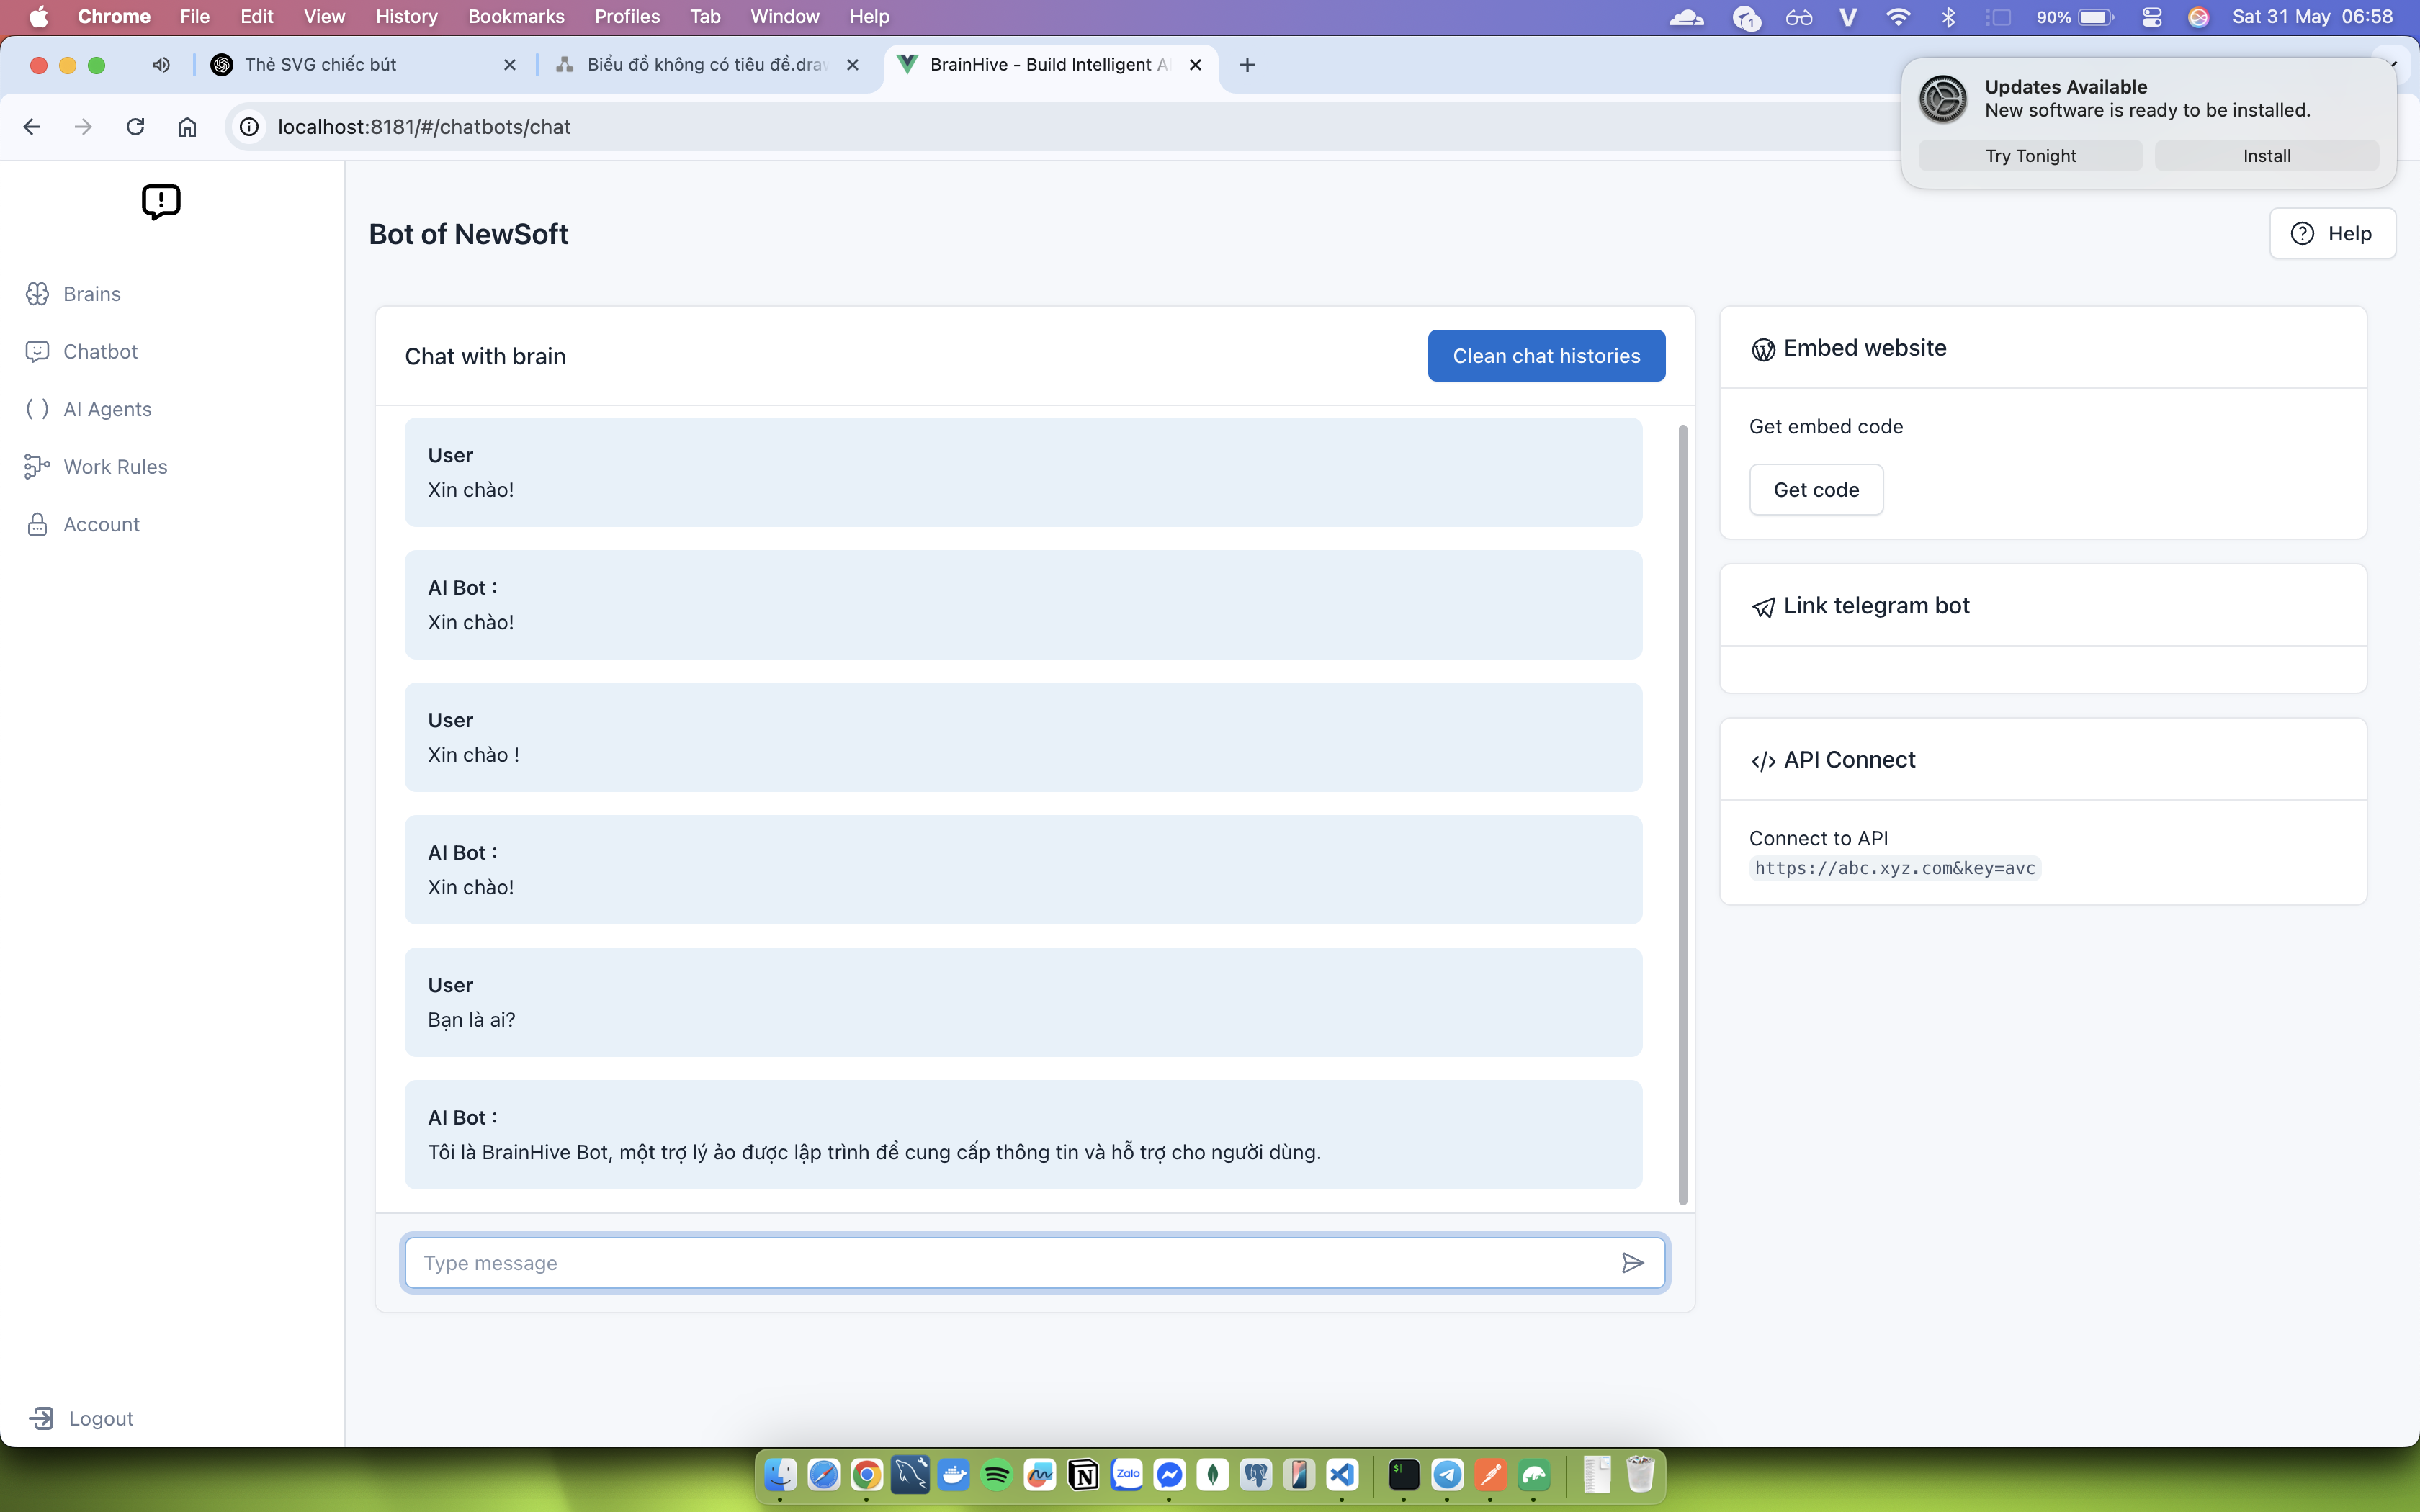 Chrome File Edit View History Bookmarks Profiles Tab Window Help
1 90% Sat 31 May 06:58
Thẻ SVG chiếc bút
Biểu đồ không có tiêu đề.draw
BrainHive - Build Intelligent A
localhost:8181/#/chatbots/chat
Updates Available
New software is ready to be installed.
Try Tonight
Install
Brains
Chatbot
AI Agents
Work Rules
Account
Logout
Bot of NewSoft
Help
Chat with brain
Clean chat histories
User
Xin chào!
AI Bot :
Xin chào!
User
Xin chào !
AI Bot :
Xin chào!
User
Bạn là ai?
AI Bot :
Tôi là BrainHive Bot, một trợ lý ảo được lập trình để cung cấp thông tin và hỗ trợ cho người dùng.
Type message
Embed website
Get embed code
Get code
Link telegram bot
API Connect
Connect to API
https://abc.xyz.com&key=avc
Zalo